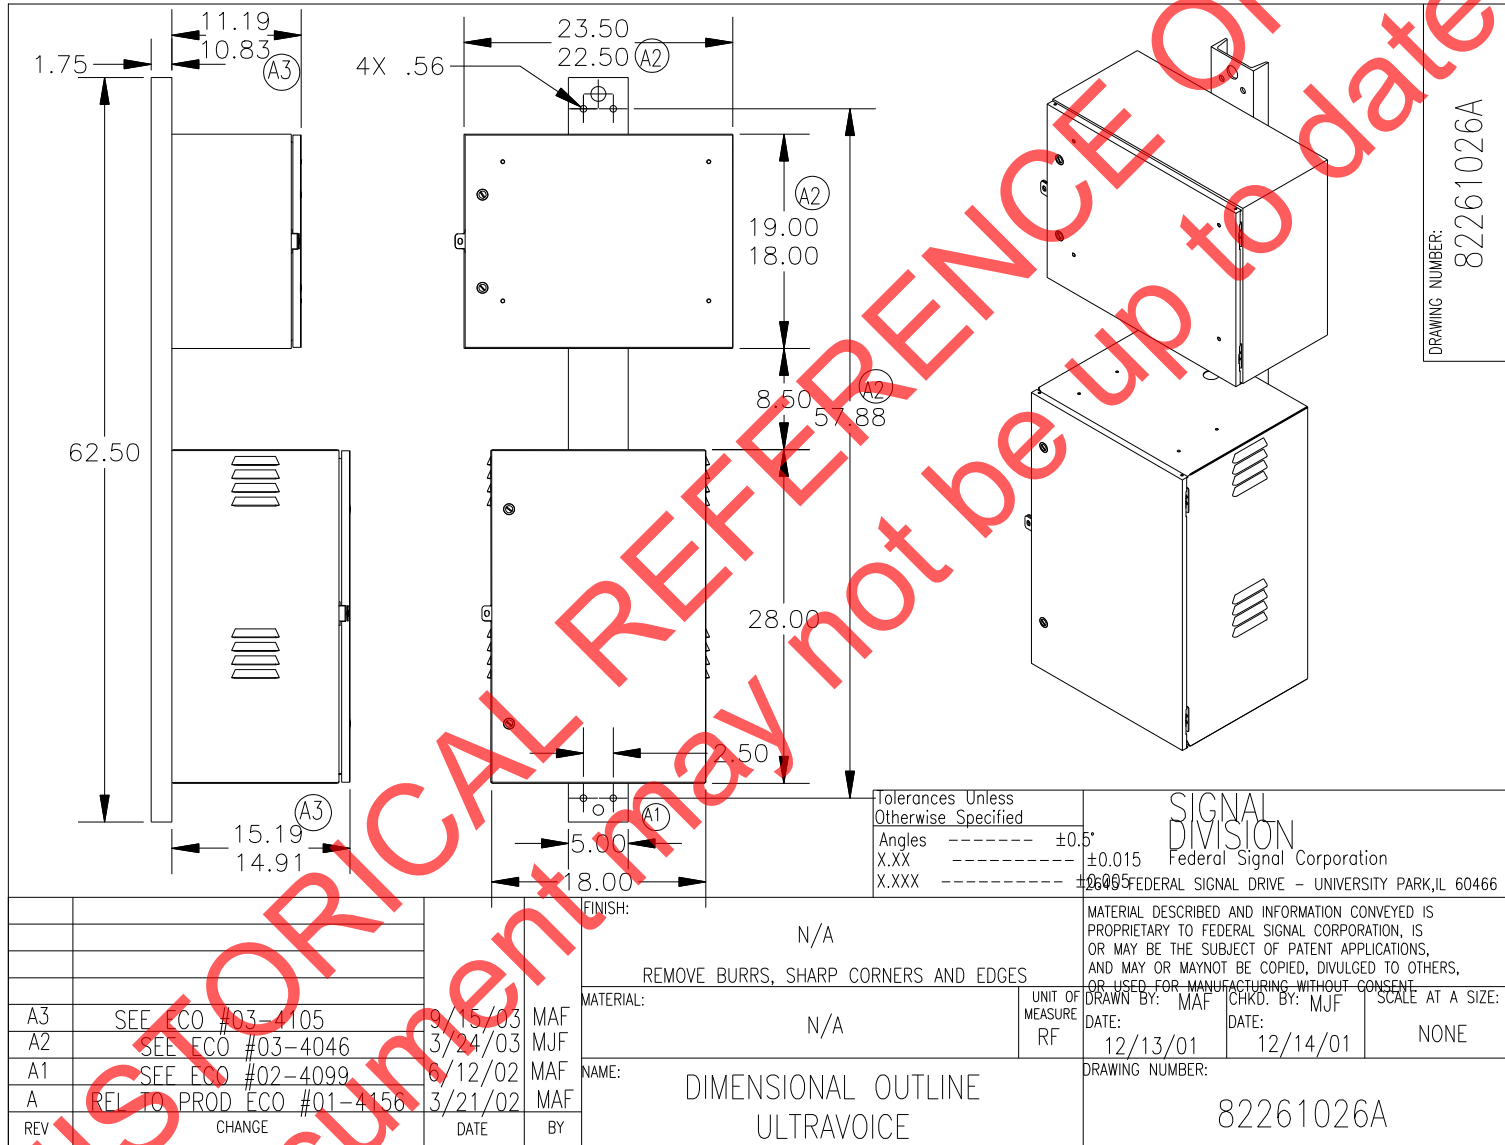 11.19
10.83
A3
1.75
4X .56
23.50
22.50 A2
A2
19.00
18.00
8.50
A2
57.88
62.50
28.00
2.50
A3
15.19
14.91
A1
5.00
18.00
DRAWING NUMBER:
82261026A
HISTORICAL REFERENCE
document may not be up to date
Tolerances Unless
Otherwise Specified
Angles ------- ±0.5°
X.XX ---------- ±0.015
X.XXX ---------- ±0.005
SIGNAL
DIVISION
Federal Signal Corporation
2645 FEDERAL SIGNAL DRIVE - UNIVERSITY PARK,IL 60466
MATERIAL DESCRIBED AND INFORMATION CONVEYED IS
PROPRIETARY TO FEDERAL SIGNAL CORPORATION, IS
OR MAY BE THE SUBJECT OF PATENT APPLICATIONS,
AND MAY OR MAYNOT BE COPIED, DIVULGED TO OTHERS,
OR USED FOR MANUFACTURING WITHOUT CONSENT.
FINISH:
N/A
REMOVE BURRS, SHARP CORNERS AND EDGES
MATERIAL:
N/A
UNIT OF
MEASURE
RF
DRAWN BY: MAF
DATE:
12/13/01
CHKD. BY: MJF
DATE:
12/14/01
SCALE AT A SIZE:
NONE
NAME:
DIMENSIONAL OUTLINE
ULTRAVOICE
DRAWING NUMBER:
82261026A
A3 SEE ECO #03-4105 9/15/03 MAF
A2 SEE ECO #03-4046 3/24/03 MJF
A1 SEE ECO #02-4099 6/12/02 MAF
A REL TO PROD ECO #01-4156 3/21/02 MAF
REV CHANGE DATE BY